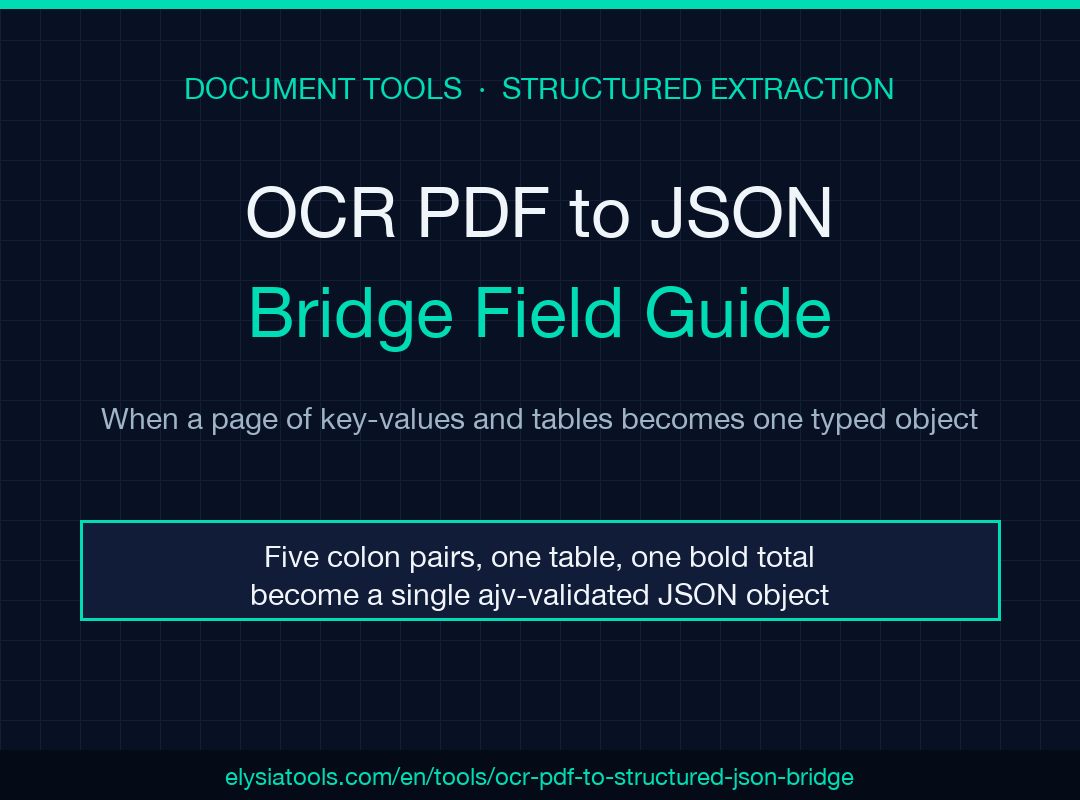 DOCUMENT TOOLS · STRUCTURED EXTRACTION
OCR PDF to JSON
Bridge Field Guide
When a page of key-values and tables becomes one typed object
Five colon pairs, one table, one bold total
become a single ajv-validated JSON object
elysiatools.com/en/tools/ocr-pdf-to-structured-json-bridge